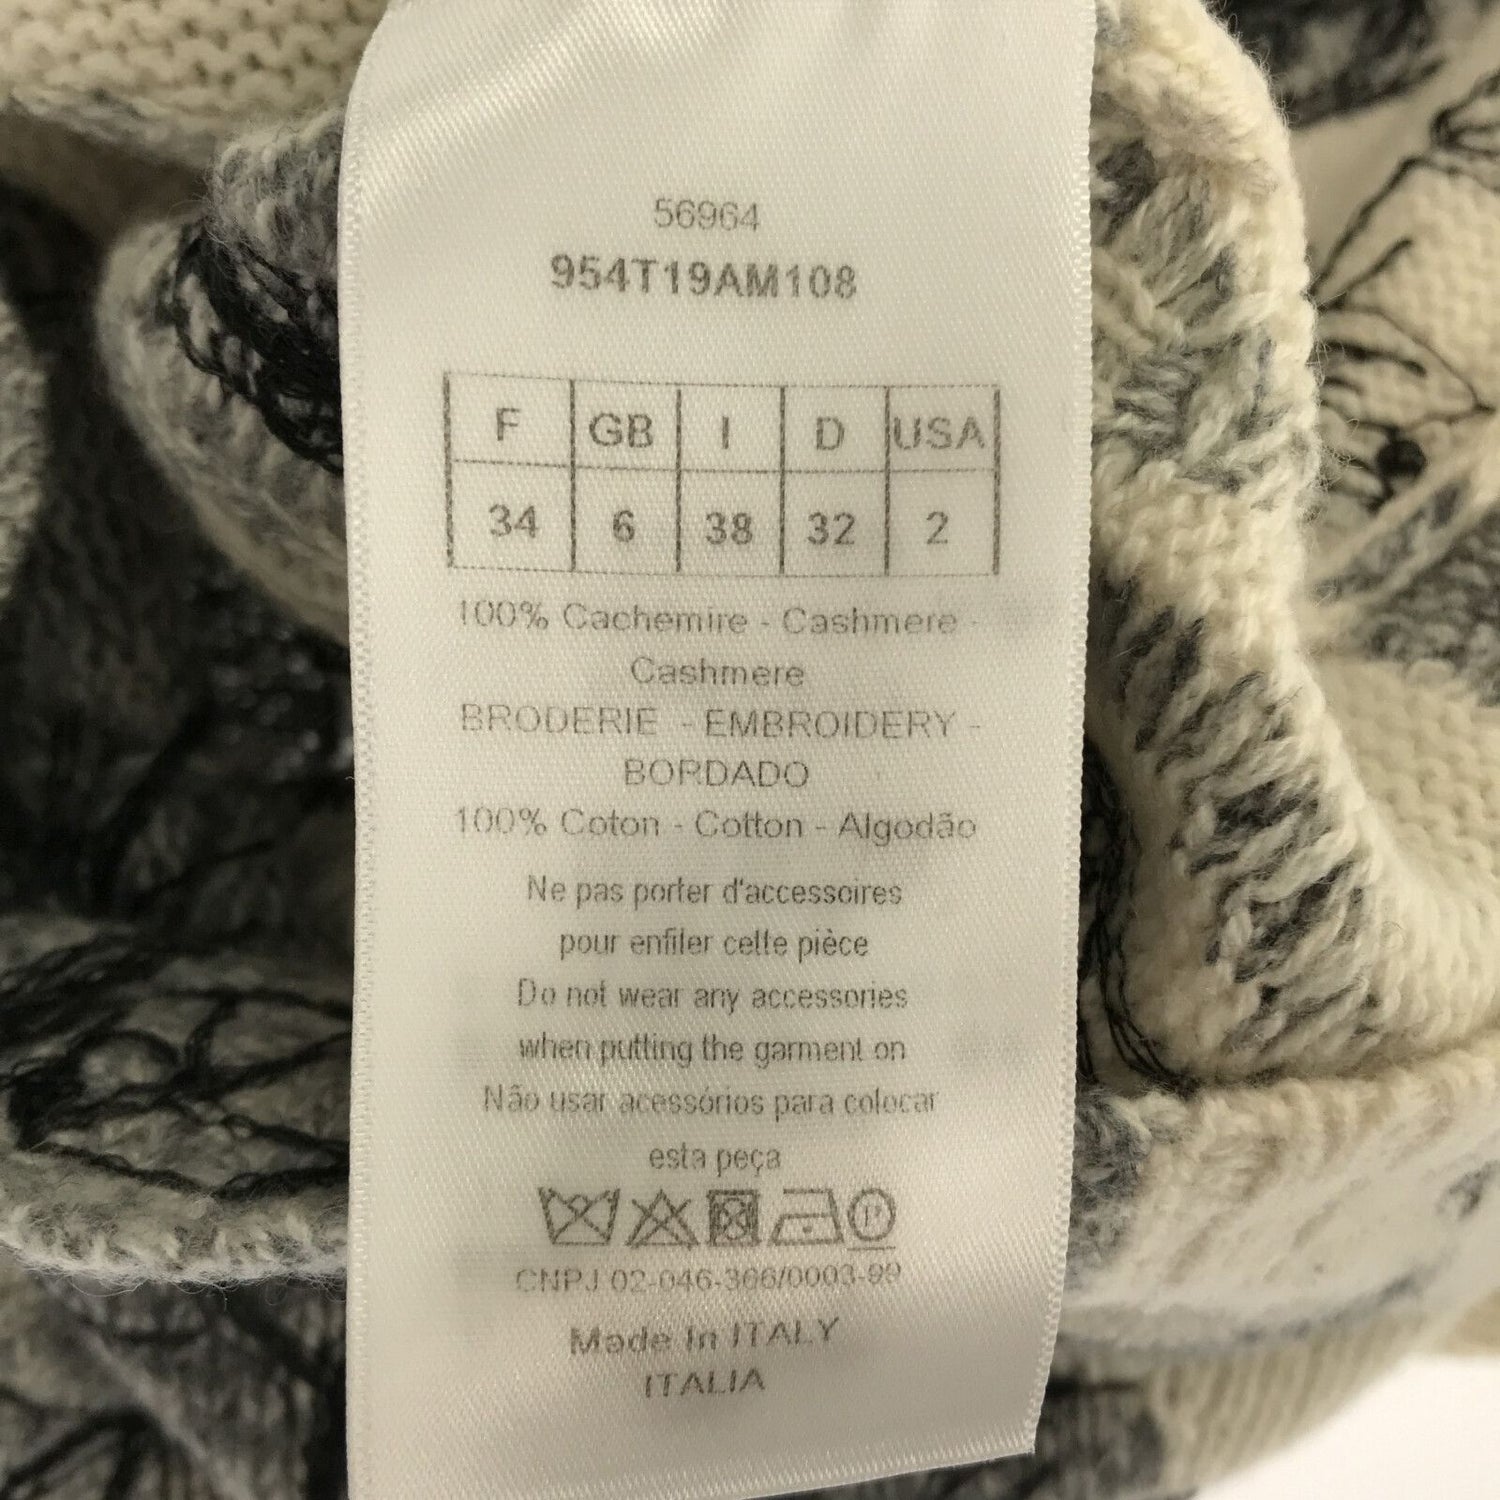 56964
954T19AM108
F GB I D USA
34 6 38 32 2
100% Cachemire - Cashmere -
Cashmere
BRODERIE - EMBROIDERY -
BORDADO
100% Coton - Cotton - Algodão
Ne pas porter d'accessoires
pour enfiler cette pièce
Do not wear any accessories
when putting the garment on
Não usar acessórios para colocar
esta peça
P
CNPJ 02-046-366/0003-99
Made In ITALY
ITALIA